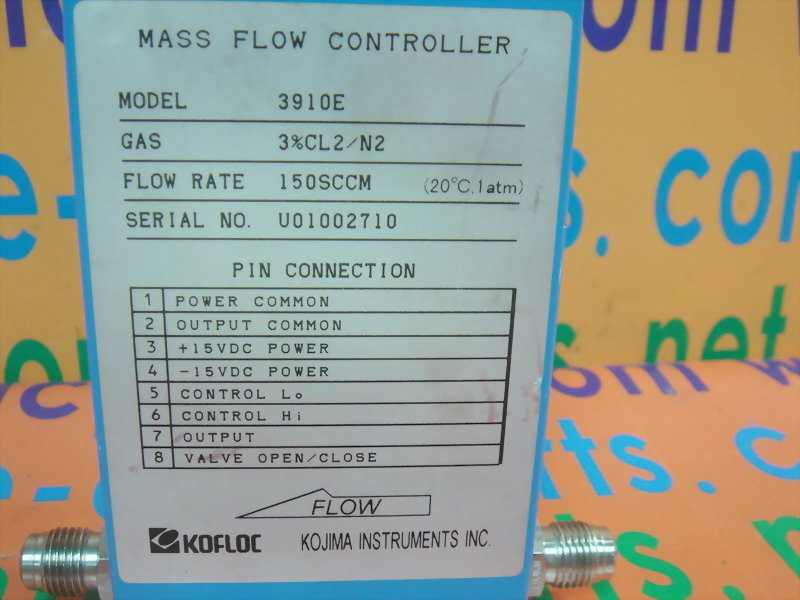 MASS FLOW CONTROLLER
MODEL 3910E
GAS 3%CL2/N2
FLOW RATE 150SCCM (20°C,1atm)
SERIAL NO. U01002710
PIN CONNECTION
1 POWER COMMON
2 OUTPUT COMMON
3 +15VDC POWER
4 -15VDC POWER
5 CONTROL Lo
6 CONTROL Hi
7 OUTPUT
8 VALVE OPEN/CLOSE
FLOW
KOFLOC KOJIMA INSTRUMENTS INC.